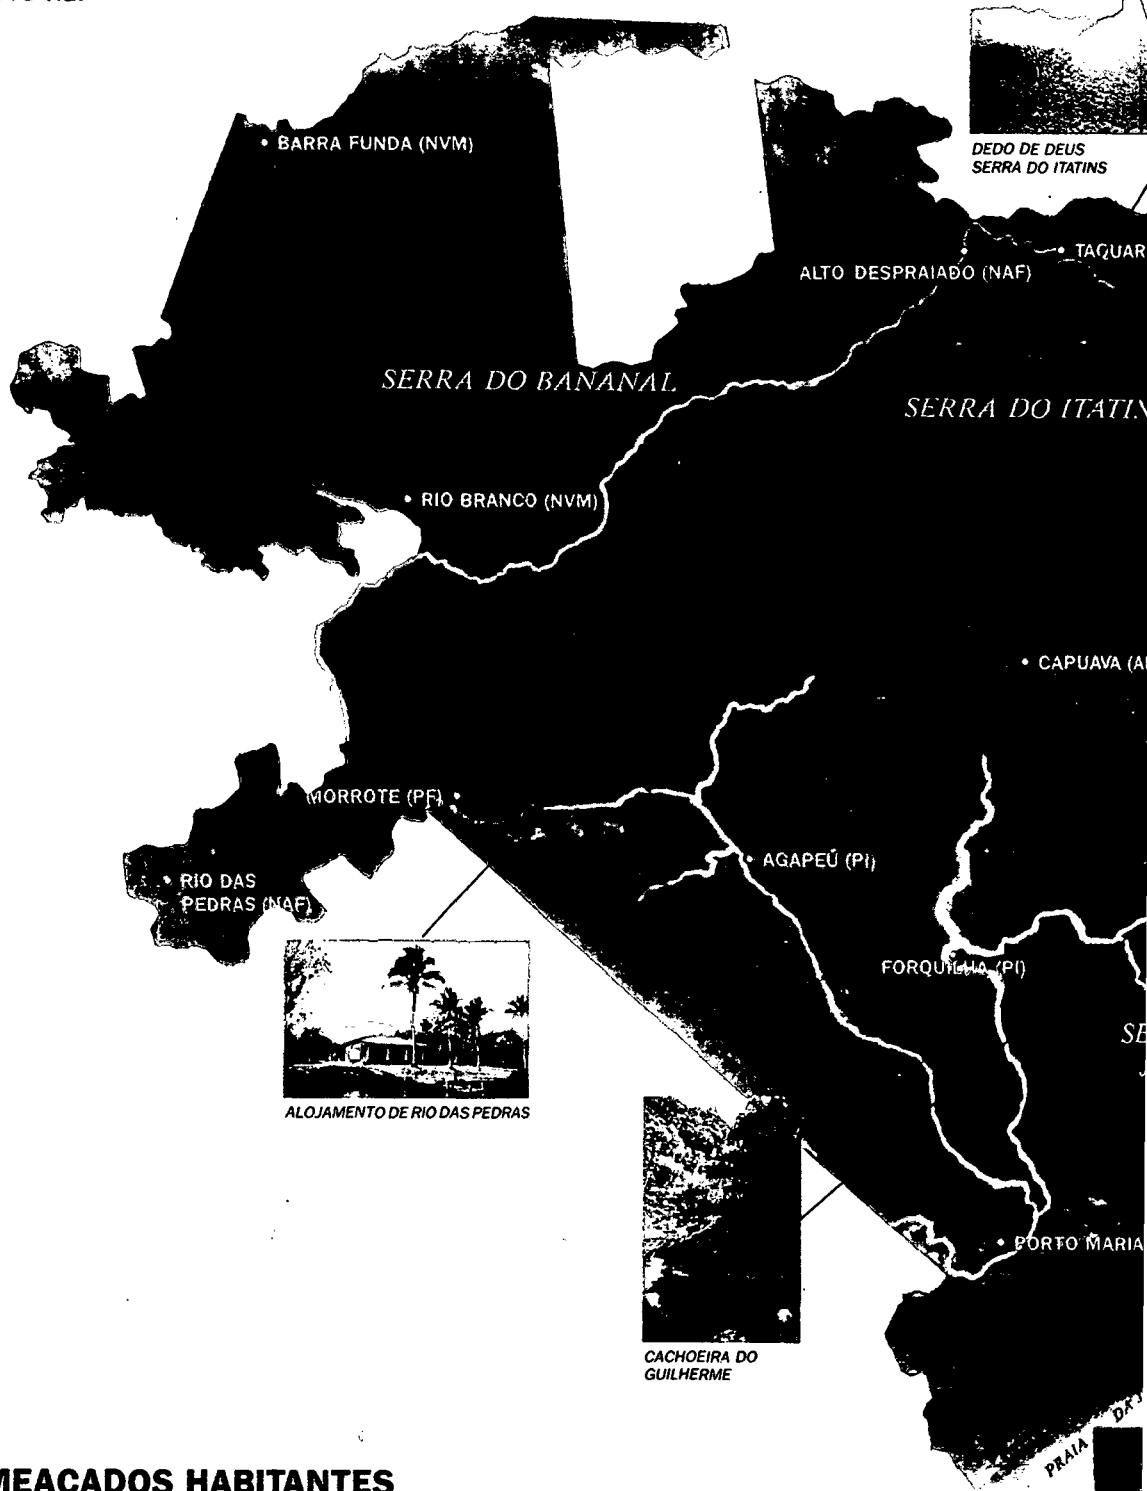 DEDO DE DEUS
SERRA DO ITATINS
BARRA FUNDA (NVM)
ALTO DESPRAIADO (NAF)
TAQUAR
SERRA DO BANANAL
SERRA DO ITATIN
RIO BRANCO (NVM)
CAPUAVA (A
MORROTE (PF)
AGAPEÚ (PI)
RIO DAS
PEDRAS (NAF)
FORQUILHA (PI)
SE
ALOJAMENTO DE RIO DAS PEDRAS
PORTO MARIA
CACHOEIRA DO
GUILHERME
PRAIA DA
MEAÇADOS HABITANTES